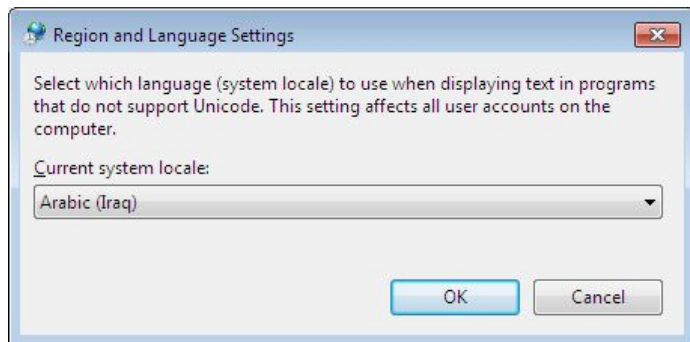 Region and Language Settings
Select which language (system locale) to use when displaying text in programs
that do not support Unicode. This setting affects all user accounts on the
computer.
Current system locale:
Arabic (Iraq)
OK Cancel